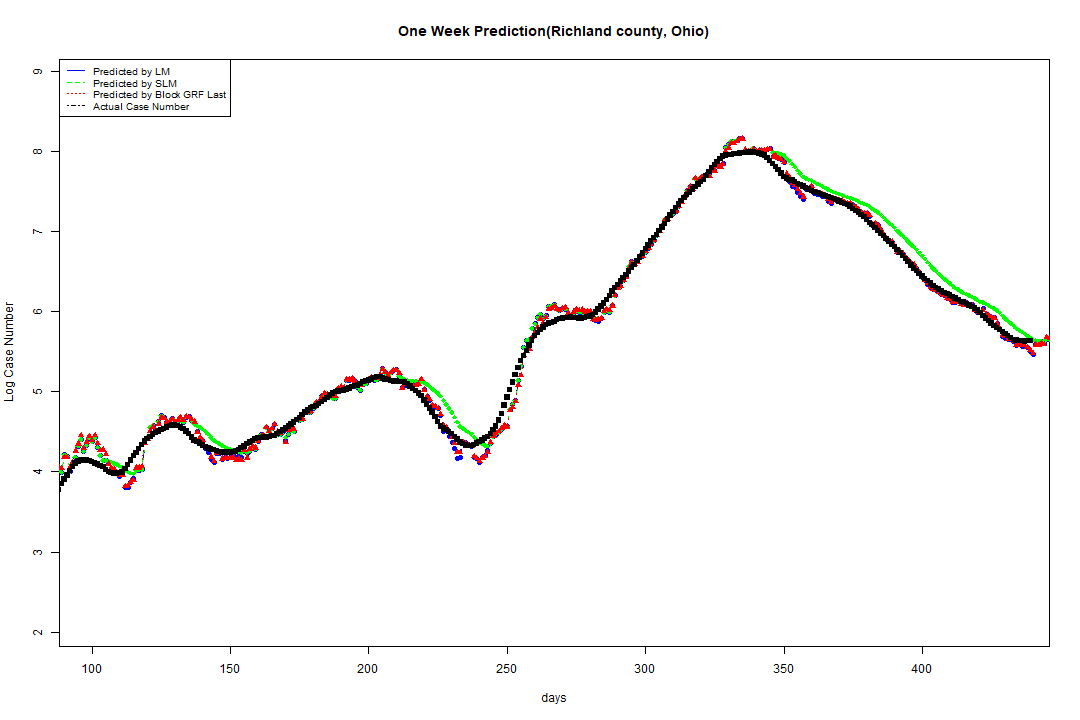 One Week Prediction(Richland county, Ohio)
Predicted by LM
Predicted by SLM
Predicted by Block GRF Last
Actual Case Number
9
8
7
6
5
4
3
2
Log Case Number
100 150 200 250 300 350 400
days